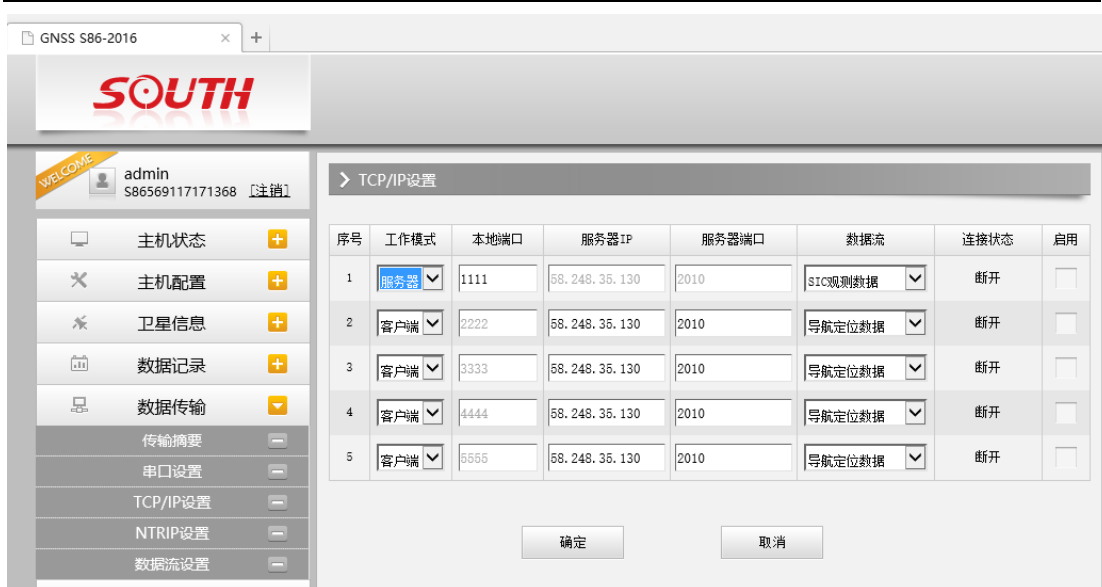 GNSS S86-2016
SOUTH
WELCOME
admin
S86569117171368 [注销]
主机状态
主机配置
卫星信息
数据记录
数据传输
传输摘要
串口设置
TCP/IP设置
NTRIP设置
数据流设置
TCP/IP设置
序号 工作模式 本地端口 服务器IP 服务器端口 数据流 连接状态 启用
1 服务器 1111 58.248.35.130 2010 SIC观测数据 断开
2 客户端 2222 58.248.35.130 2010 导航定位数据 断开
3 客户端 3333 58.248.35.130 2010 导航定位数据 断开
4 客户端 4444 58.248.35.130 2010 导航定位数据 断开
5 客户端 5555 58.248.35.130 2010 导航定位数据 断开
确定 取消